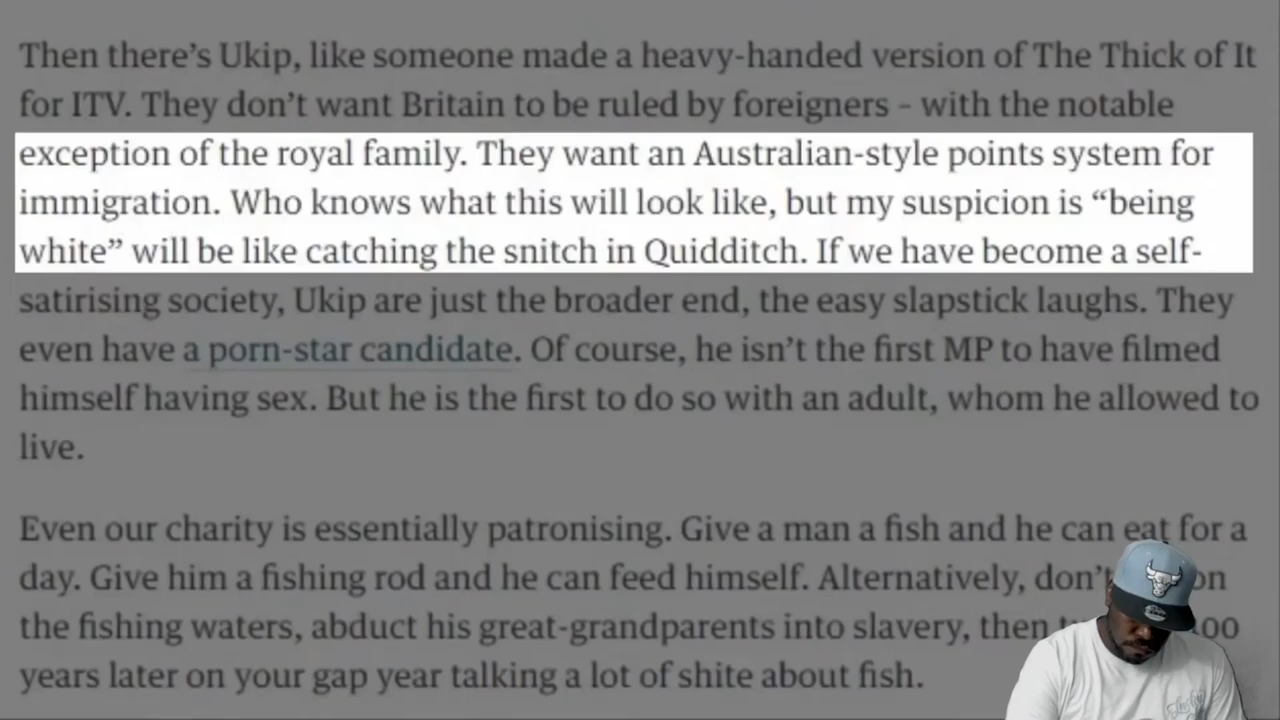 Then there’s Ukip, like someone made a heavy-handed version of The Thick of It
for ITV. They don’t want Britain to be ruled by foreigners – with the notable
exception of the royal family. They want an Australian-style points system for
immigration. Who knows what this will look like, but my suspicion is “being
white” will be like catching the snitch in Quidditch. If we have become a self-
satirising society, Ukip are just the broader end, the easy slapstick laughs. They
even have a porn-star candidate. Of course, he isn’t the first MP to have filmed
himself having sex. But he is the first to do so with an adult, whom he allowed to
live.
Even our charity is essentially patronising. Give a man a fish and he can eat for a
day. Give him a fishing rod and he can feed himself. Alternatively, don’t on
the fishing waters, abduct his great-grandparents into slavery, then 00
years later on your gap year talking a lot of shite about fish.